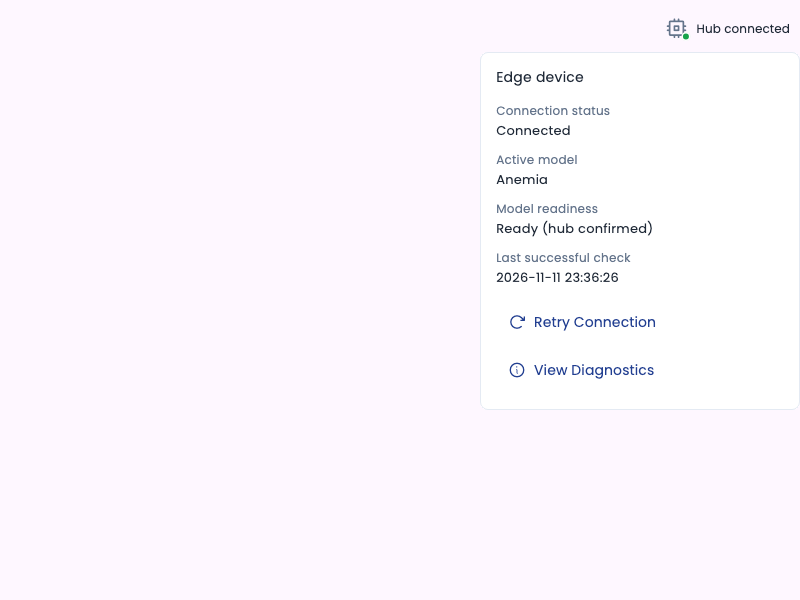 Hub connected
Edge device
Connection status
Connected
Active model
Anemia
Model readiness
Ready (hub confirmed)
Last successful check
2026-11-11 23:36:26
Retry Connection
View Diagnostics